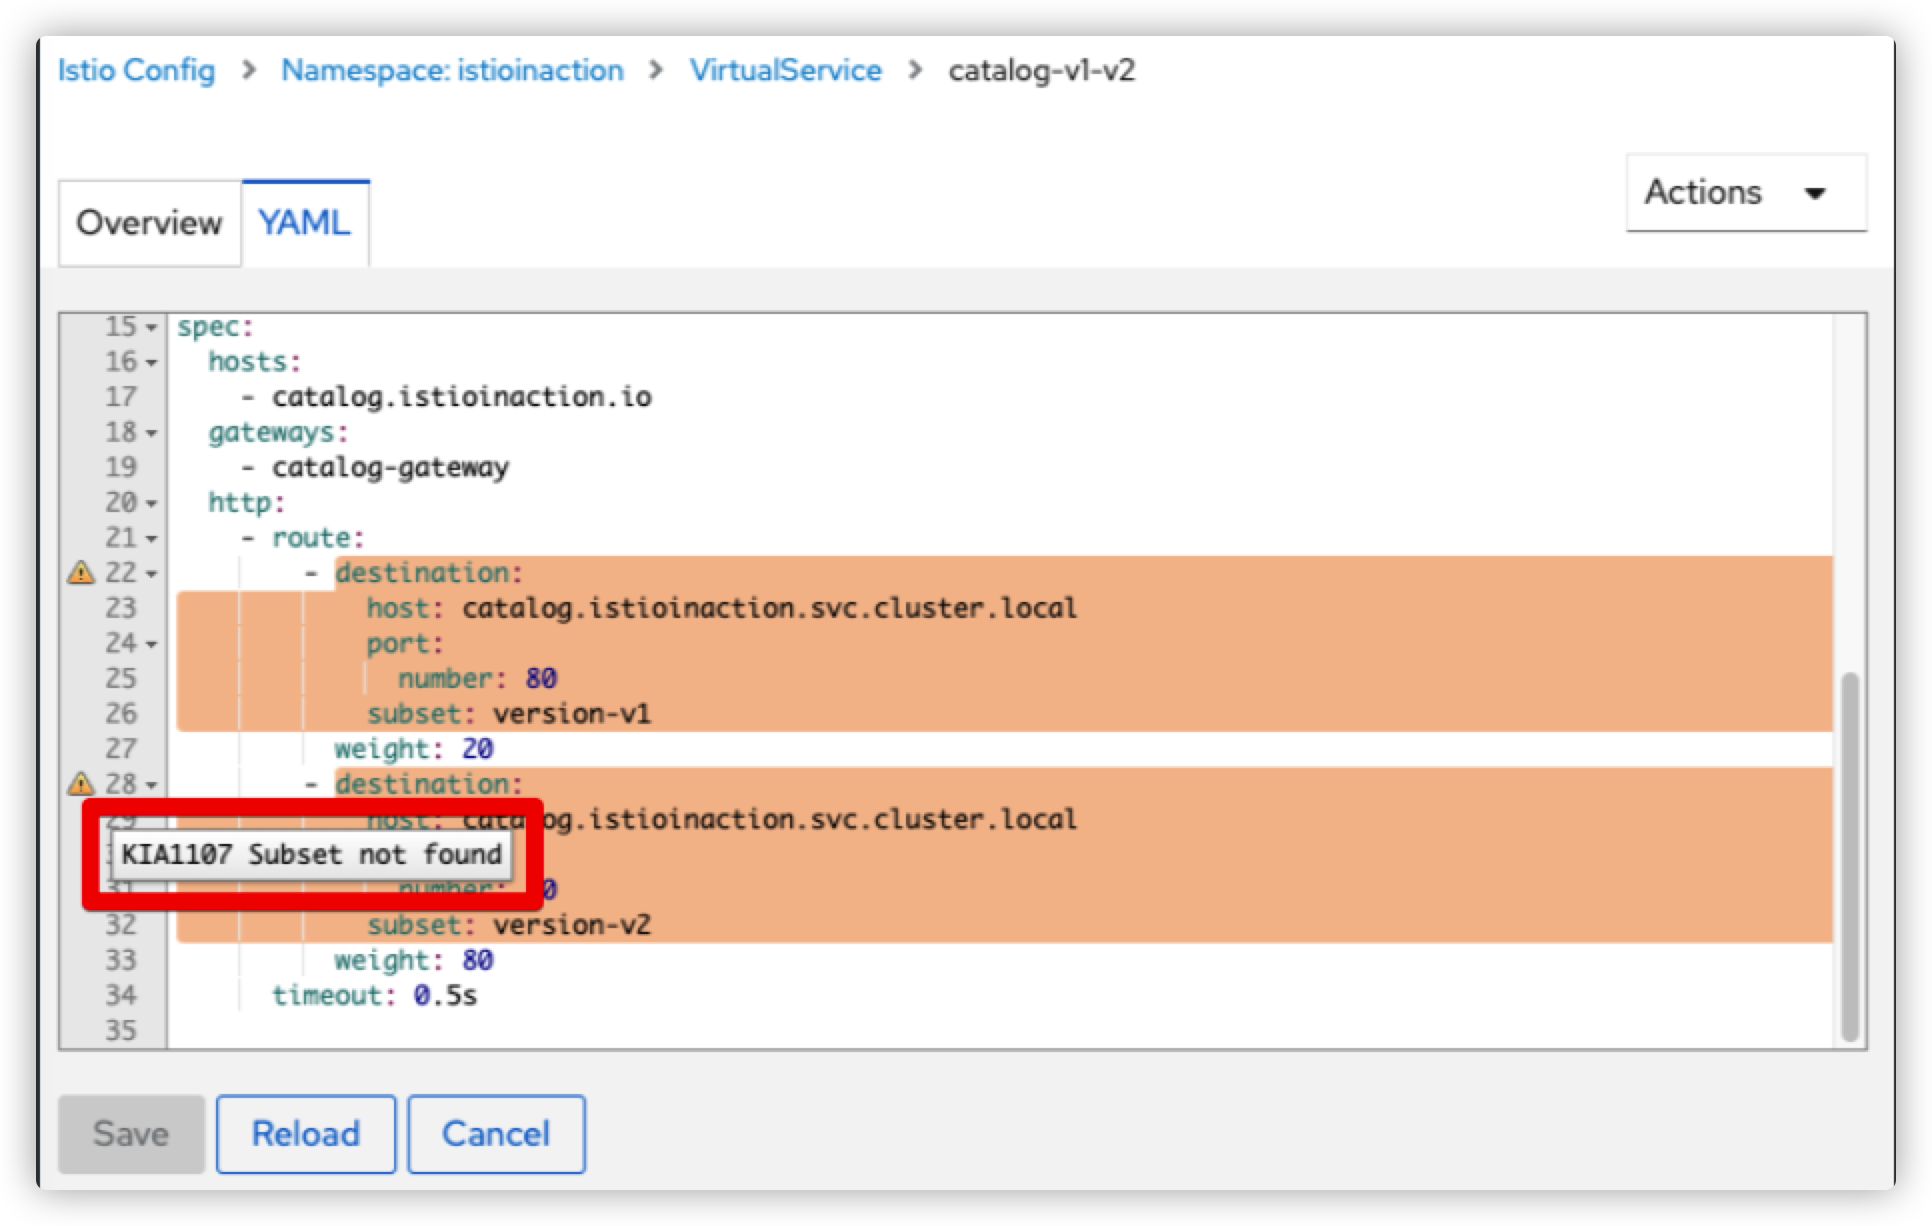 Istio Config > Namespace: istioinaction > VirtualService > catalog-v1-v2
Actions
Overview YAML
15 spec:
16 hosts:
17 - catalog.istioinaction.io
18 gateways:
19 - catalog-gateway
20 http:
21 - route:
22 - destination:
23 host: catalog.istioinaction.svc.cluster.local
24 port:
25 number: 80
26 subset: version-v1
27 weight: 20
28 - destination:
29 host: catalog.istioinaction.svc.cluster.local
KIA1107 Subset not found
31 number: 0
32 subset: version-v2
33 weight: 80
34 timeout: 0.5s
35
Save Reload Cancel